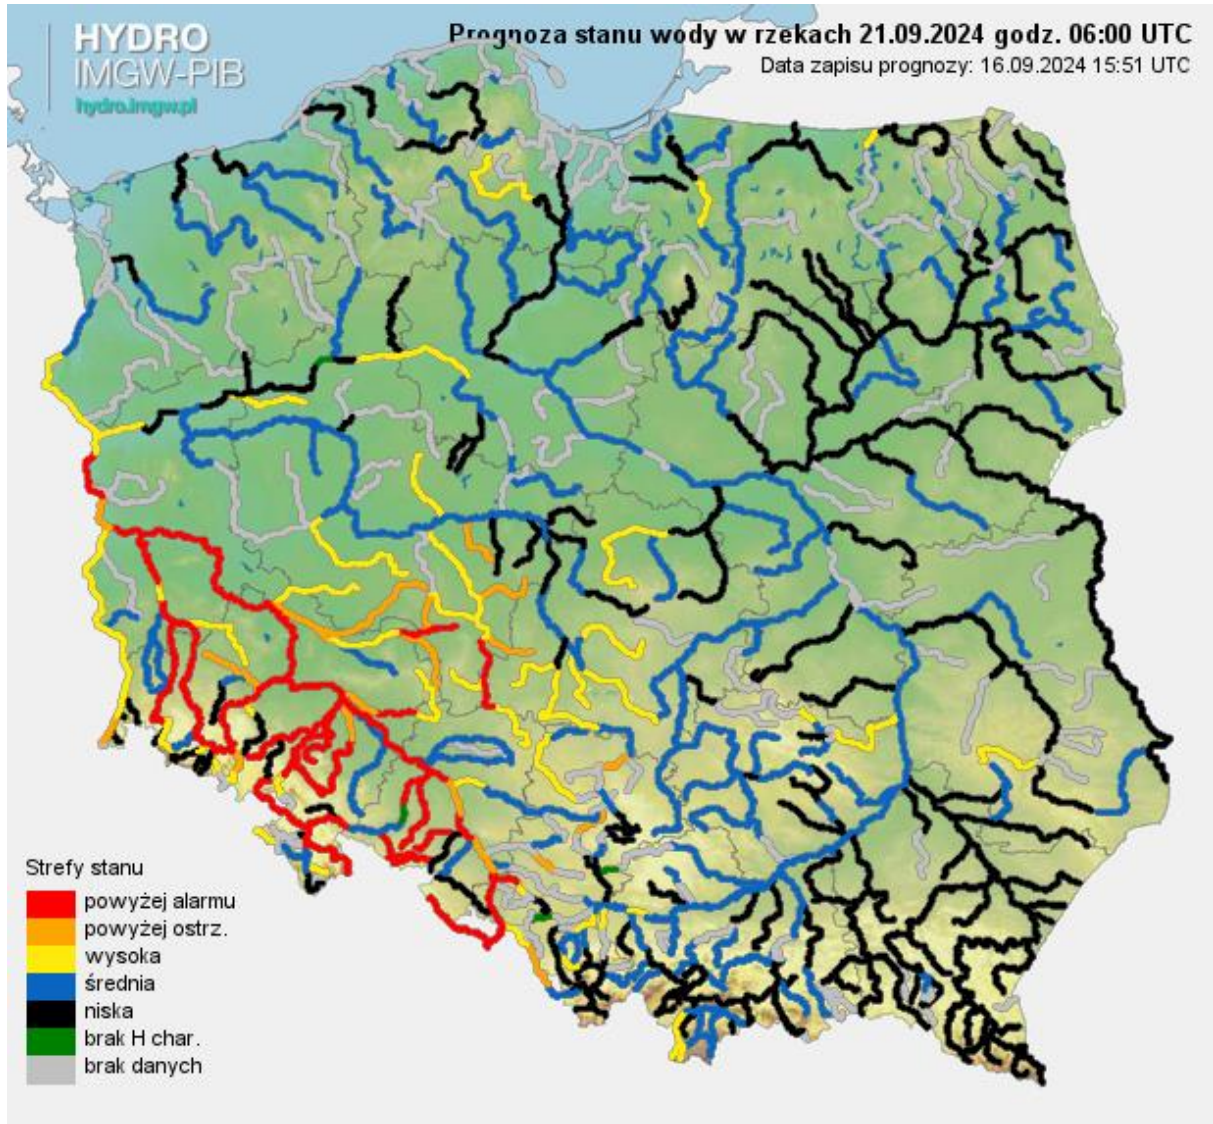 HYDRO
IMGW-PIB
hydro.imgw.pl
Prognoza stanu wody w rzekach 21.09.2024 godz. 06:00 UTC
Data zapisu prognozy: 16.09.2024 15:51 UTC
Strefy stanu
powyżej alarmu
powyżej ostrz.
wysoka
średnia
niska
brak H char.
brak danych